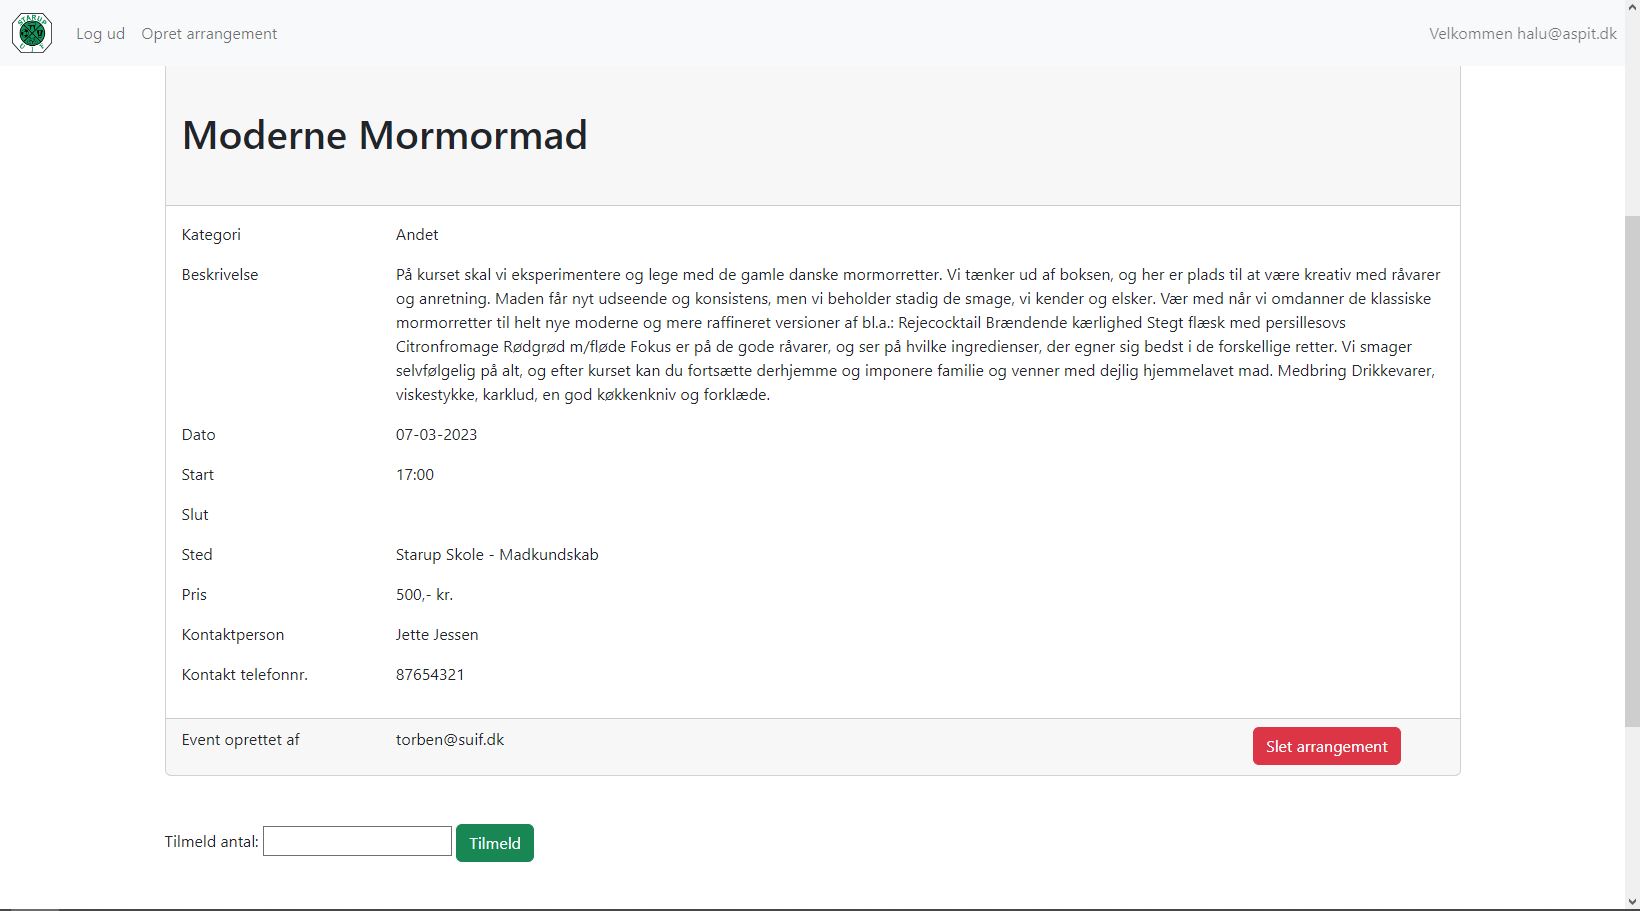 STARUP
U I F
Log ud Opret arrangement Velkommen halu@aspit.dk
Moderne Mormormad
Kategori Andet
Beskrivelse På kurset skal vi eksperimentere og lege med de gamle danske mormorretter. Vi tænker ud af boksen, og her er plads til at være kreativ med råvarer
og anretning. Maden får nyt udseende og konsistens, men vi beholder stadig de smage, vi kender og elsker. Vær med når vi omdanner de klassiske
mormorretter til helt nye moderne og mere raffineret versioner af bl.a.: Rejecocktail Brændende kærlighed Stegt flæsk med persillesovs
Citronfromage Rødgrød m/fløde Fokus er på de gode råvarer, og ser på hvilke ingredienser, der egner sig bedst i de forskellige retter. Vi smager
selvfølgelig på alt, og efter kurset kan du fortsætte derhjemme og imponere familie og venner med dejlig hjemmelavet mad. Medbring Drikkevarer,
viskestykke, karklud, en god køkkenkniv og forklæde.
Dato 07-03-2023
Start 17:00
Slut
Sted Starup Skole - Madkundskab
Pris 500,- kr.
Kontaktperson Jette Jessen
Kontakt telefonnr. 87654321
Event oprettet af torben@suif.dk Slet arrangement
Tilmeld antal: Tilmeld